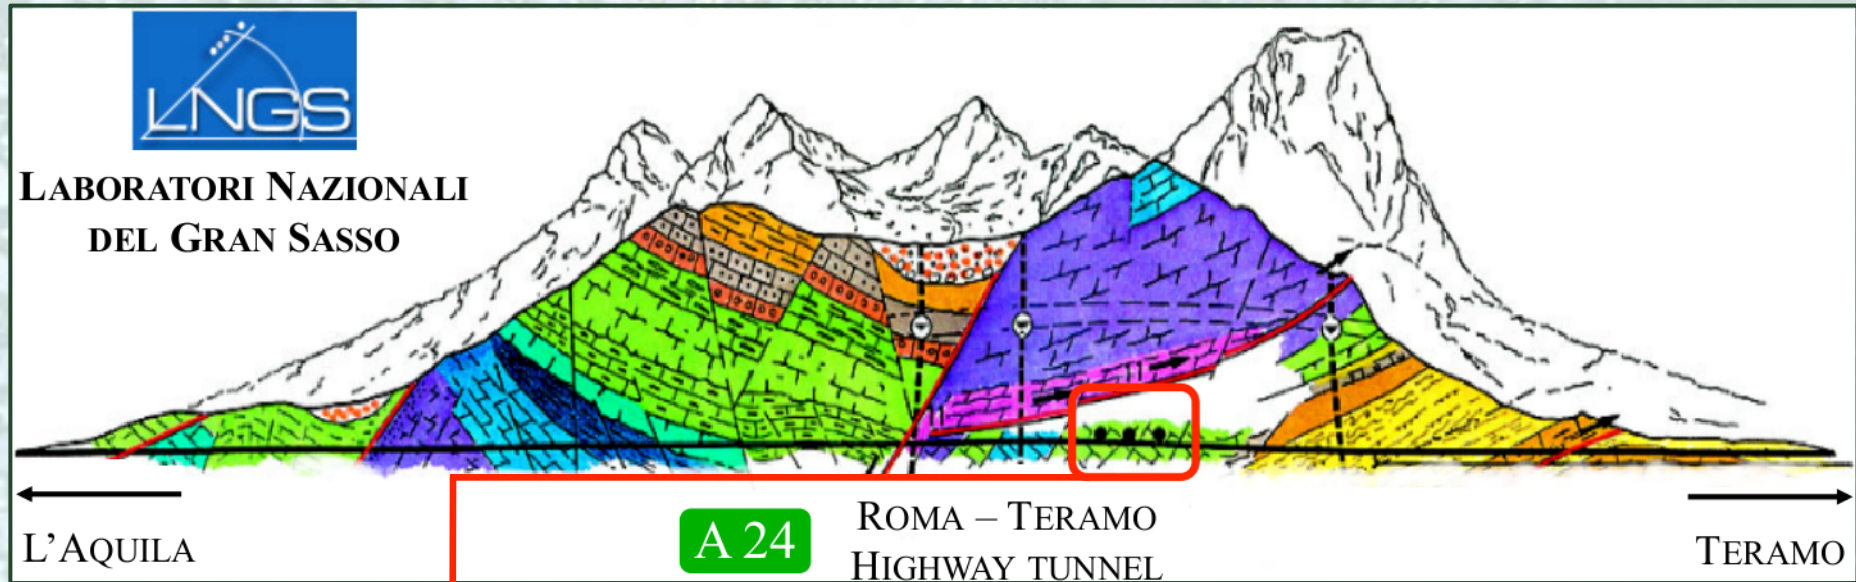 LNGS
LABORATORI NAZIONALI
DEL GRAN SASSO
L'AQUILA
A 24
ROMA – TERAMO
HIGHWAY TUNNEL
TERAMO